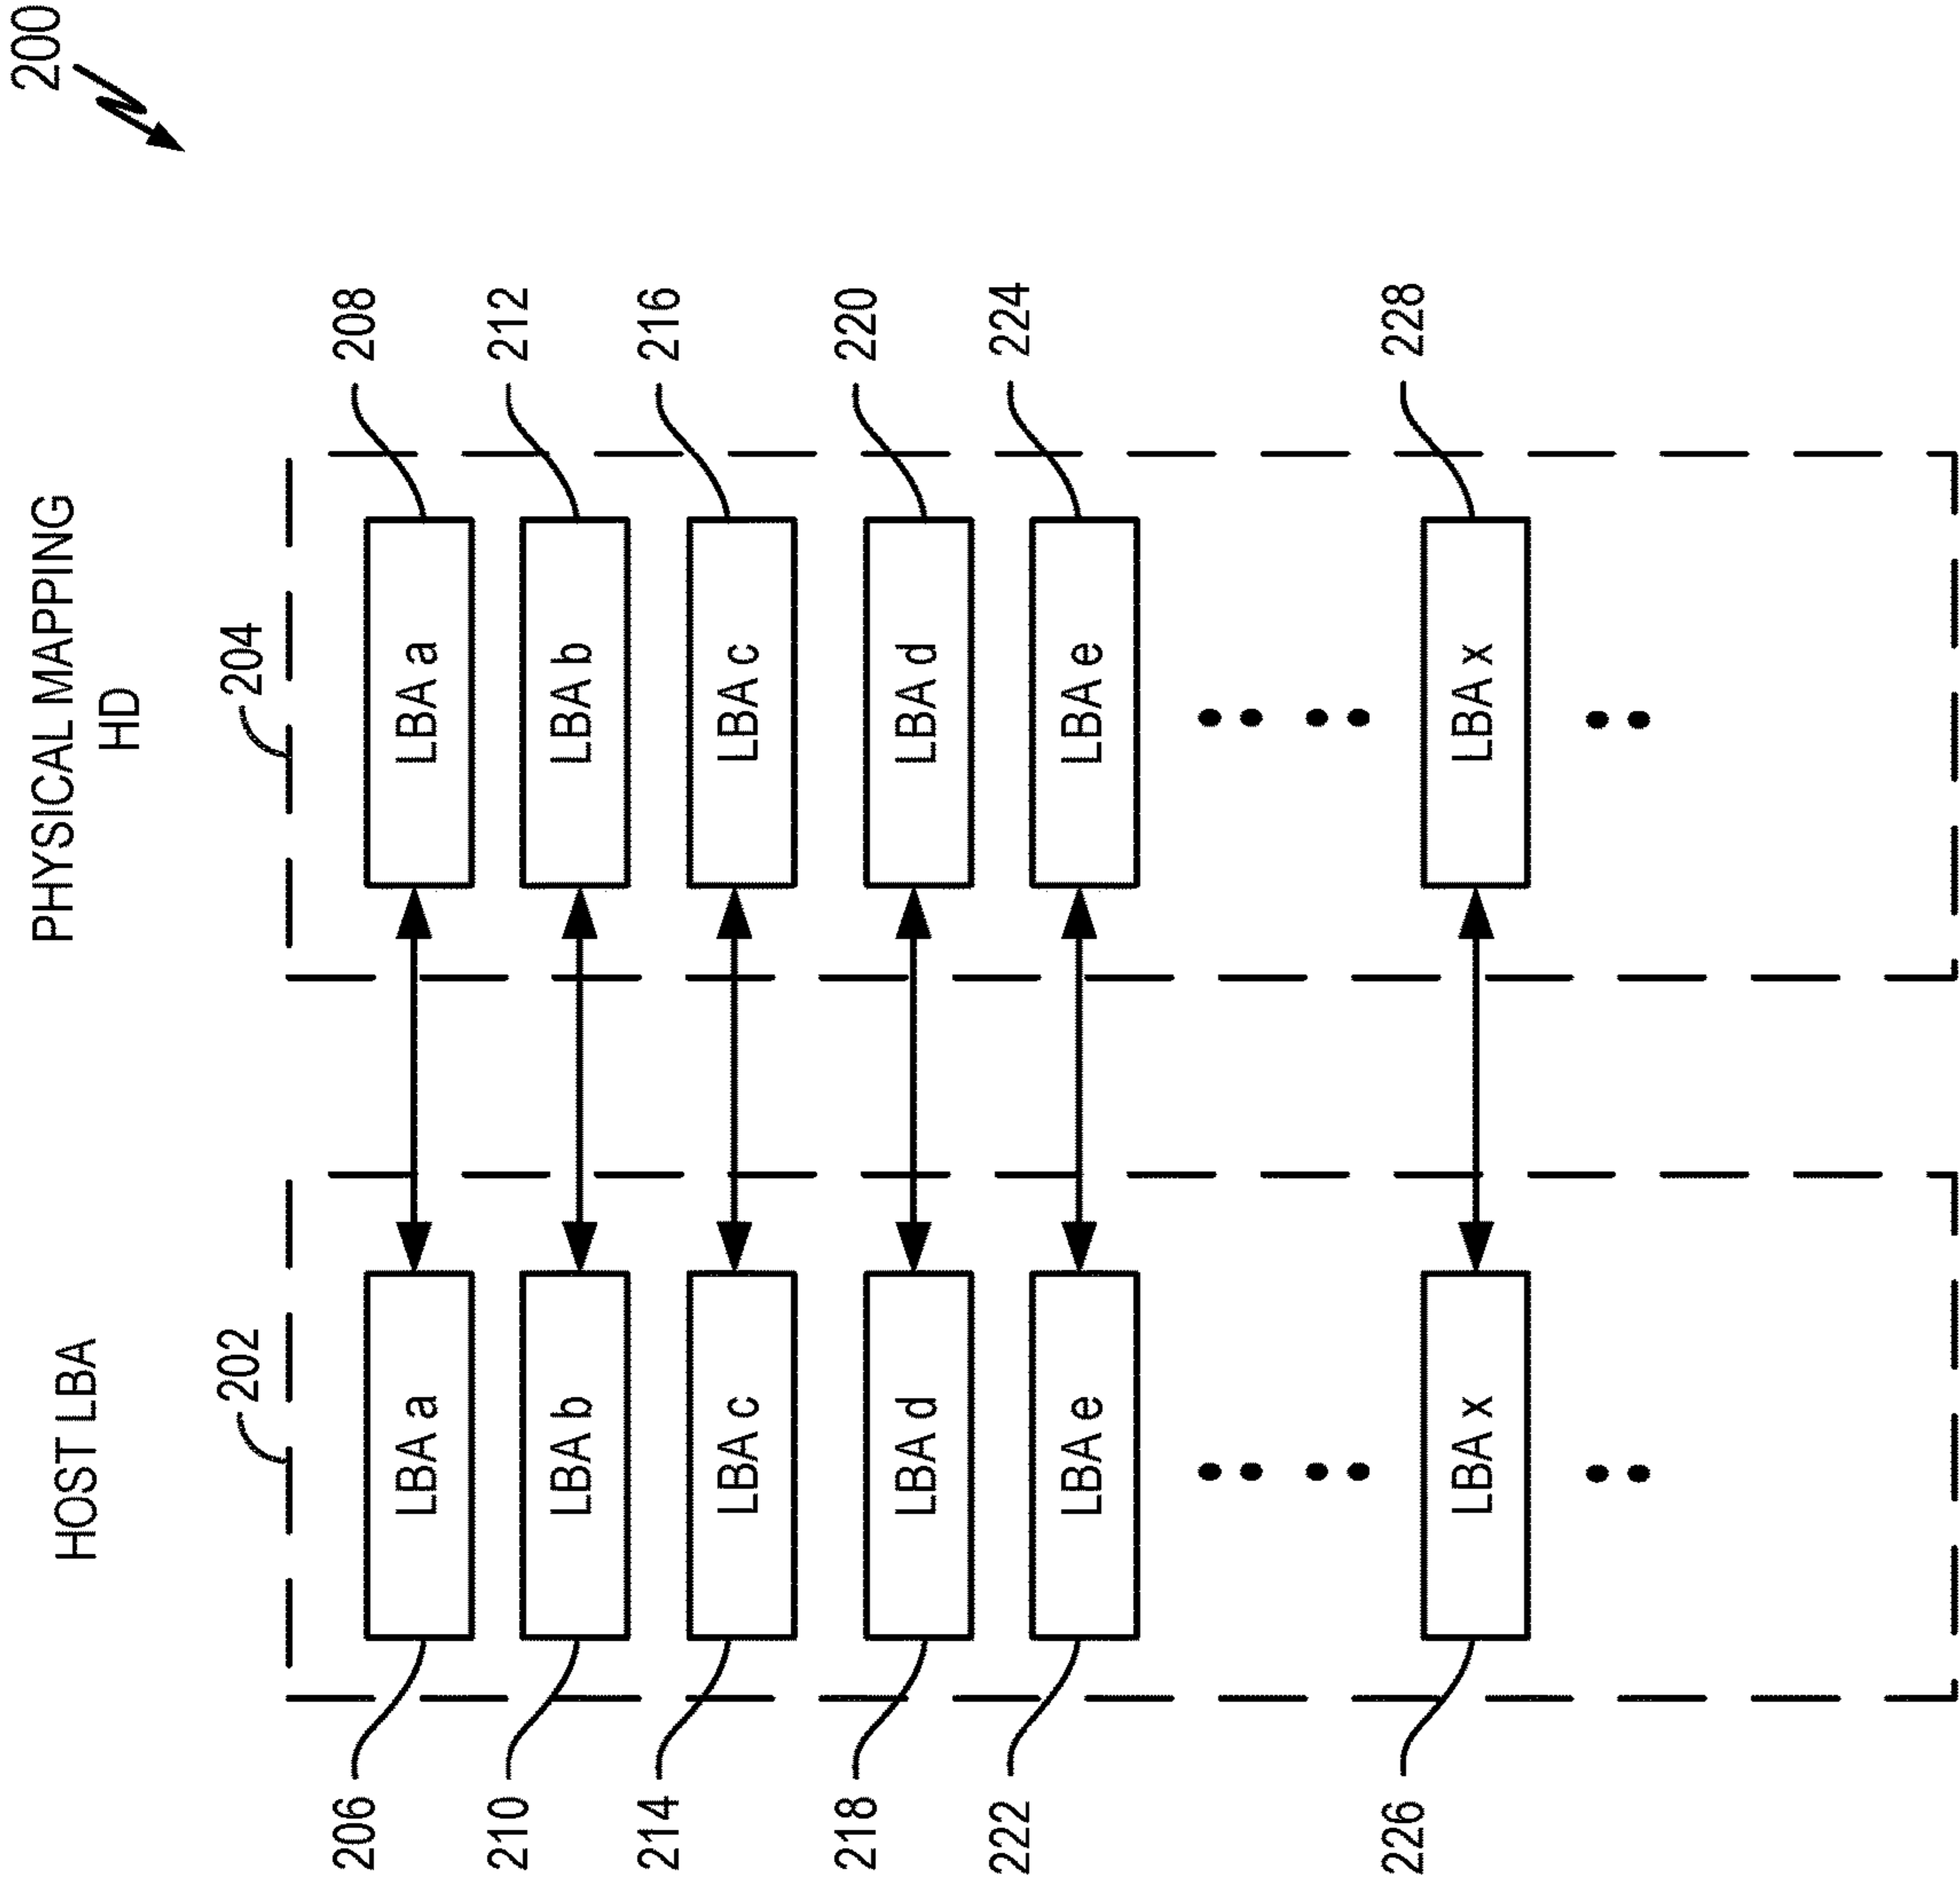 200
HOST LBA
PHYSICAL MAPPING
HD
202
204
206
LBA a
LBA a
208
210
LBA b
LBA b
212
214
LBA c
LBA c
216
218
LBA d
LBA d
220
222
LBA e
LBA e
224
226
LBA x
LBA x
228